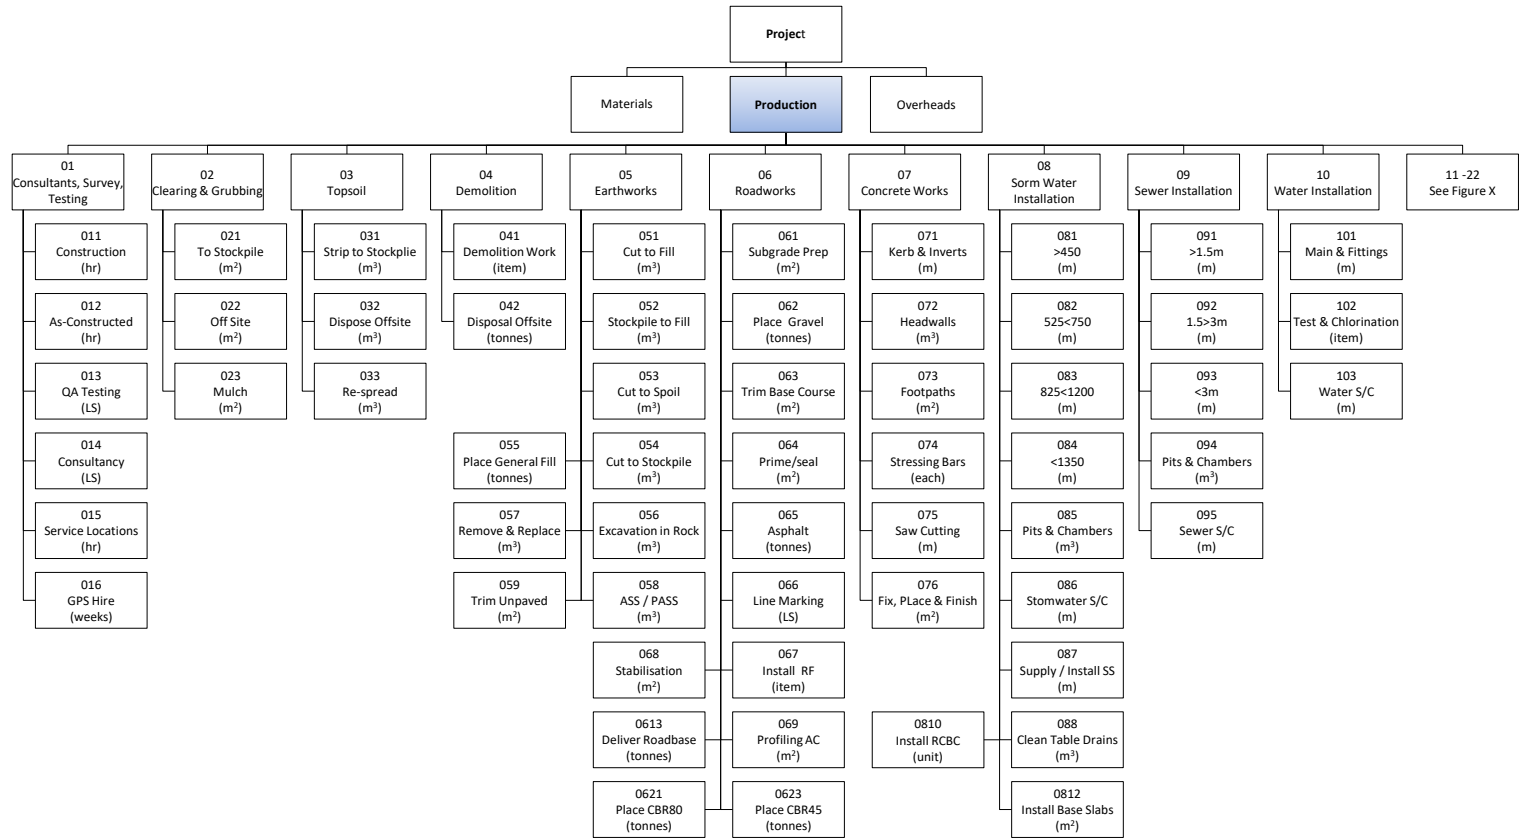 Project
Materials
Production
Overheads
01
Consultants, Survey,
Testing
02
Clearing & Grubbing
03
Topsoil
04
Demolition
05
Earthworks
06
Roadworks
07
Concrete Works
08
Sorm Water
Installation
09
Sewer Installation
10
Water Installation
11 -22
See Figure X
011
Construction
(hr)
021
To Stockpile
(m²)
031
Strip to Stockplie
(m³)
041
Demolition Work
(item)
051
Cut to Fill
(m³)
061
Subgrade Prep
(m²)
071
Kerb & Inverts
(m)
081
>450
(m)
091
>1.5m
(m)
101
Main & Fittings
(m)
012
As-Constructed
(hr)
022
Off Site
(m²)
032
Dispose Offsite
(m³)
042
Disposal Offsite
(tonnes)
052
Stockpile to Fill
(m³)
062
Place Gravel
(tonnes)
072
Headwalls
(m³)
082
525<750
(m)
092
1.5>3m
(m)
102
Test & Chlorination
(item)
013
QA Testing
(LS)
023
Mulch
(m²)
033
Re-spread
(m³)
053
Cut to Spoil
(m³)
063
Trim Base Course
(m²)
073
Footpaths
(m²)
083
825<1200
(m)
093
<3m
(m)
103
Water S/C
(m)
014
Consultancy
(LS)
055
Place General Fill
(tonnes)
054
Cut to Stockpile
(m³)
064
Prime/seal
(m²)
074
Stressing Bars
(each)
084
<1350
(m)
094
Pits & Chambers
(m³)
015
Service Locations
(hr)
057
Remove & Replace
(m³)
056
Excavation in Rock
(m³)
065
Asphalt
(tonnes)
075
Saw Cutting
(m)
085
Pits & Chambers
(m³)
095
Sewer S/C
(m)
016
GPS Hire
(weeks)
059
Trim Unpaved
(m²)
058
ASS / PASS
(m³)
066
Line Marking
(LS)
076
Fix, PLace & Finish
(m²)
086
Stomwater S/C
(m)
068
Stabilisation
(m²)
067
Install RF
(item)
087
Supply / Install SS
(m)
0613
Deliver Roadbase
(tonnes)
069
Profiling AC
(m²)
0810
Install RCBC
(unit)
088
Clean Table Drains
(m³)
0621
Place CBR80
(tonnes)
0623
Place CBR45
(tonnes)
0812
Install Base Slabs
(m²)